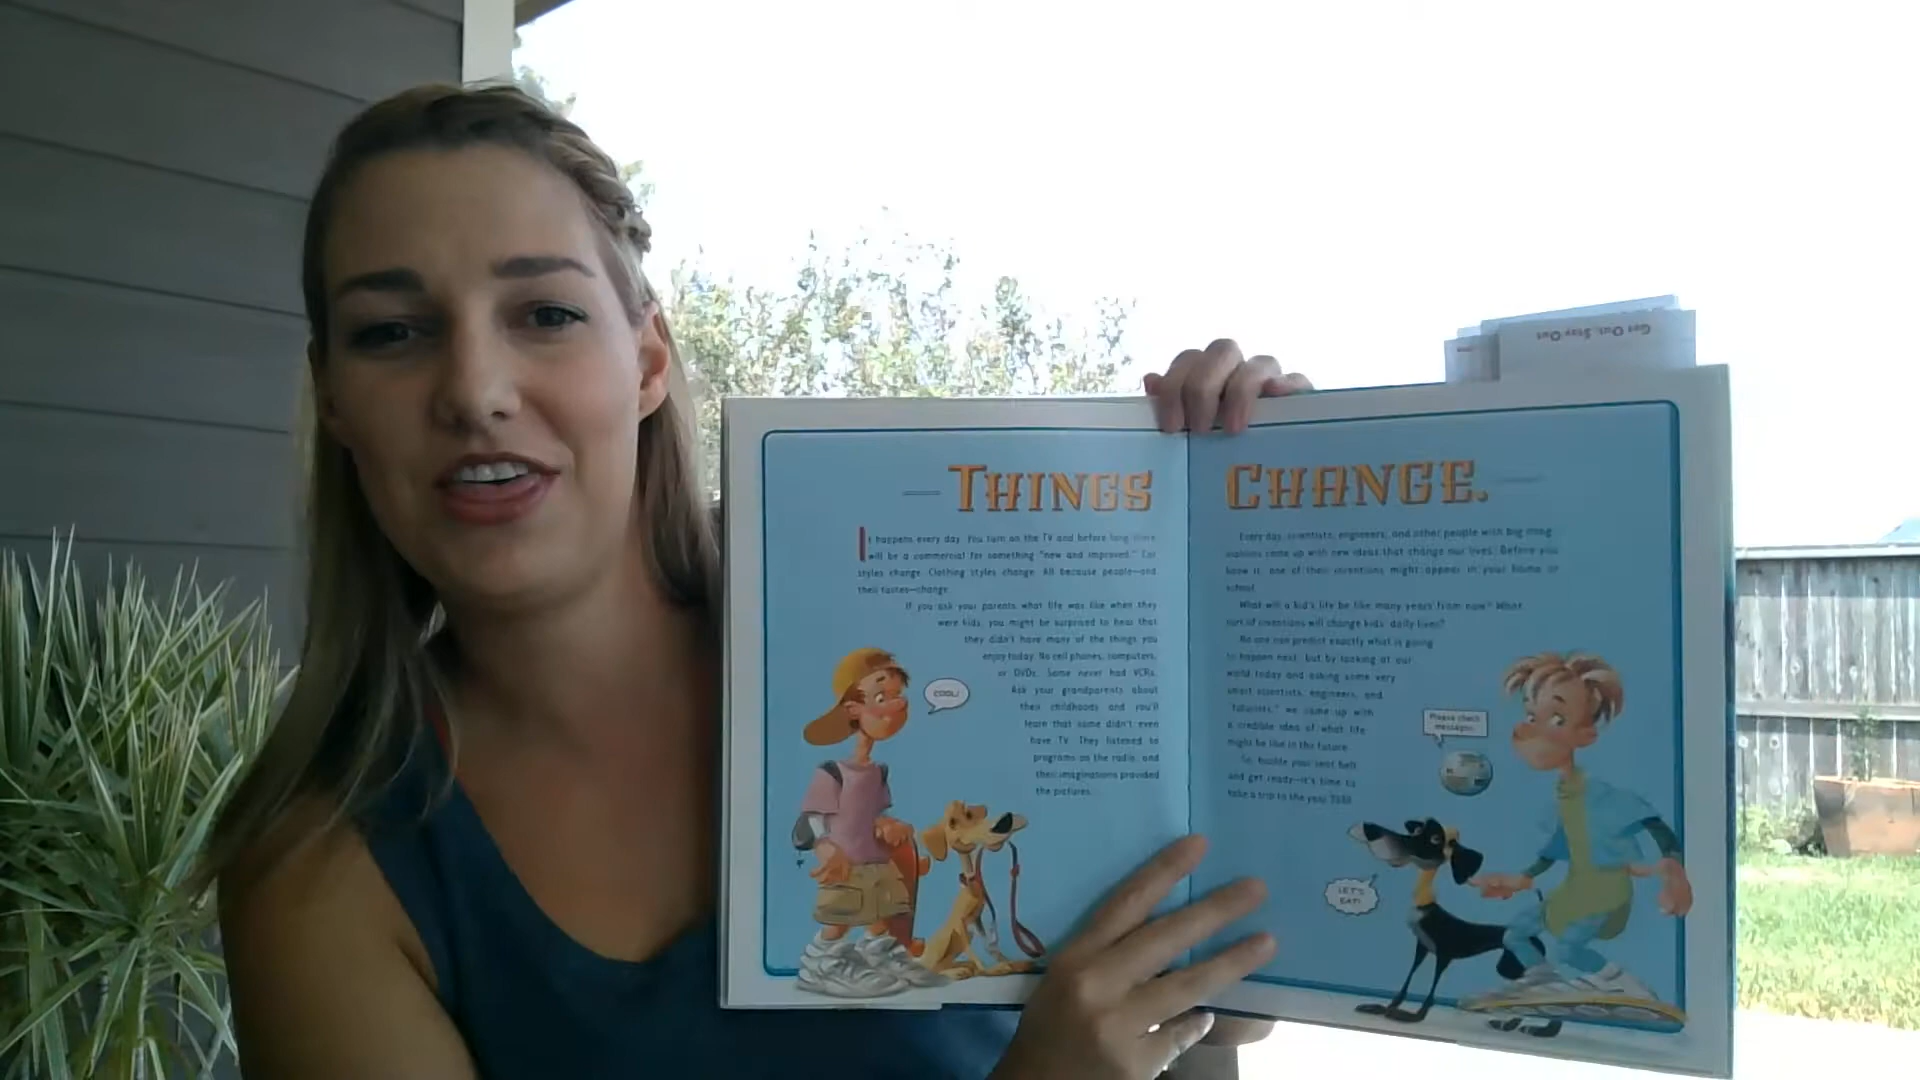 Get Out, Stay Out
THINGS
It happens every day. You turn on the TV and before long there
will be a commercial for something "new and improved." Car
styles change. Clothing styles change. All because people—and
their tastes—change.
If you ask your parents what life was like when they
were kids, you might be surprised to hear that
they didn't have many of the things you
enjoy today. No cell phones, computers,
or DVDs. Some never had VCRs.
Ask your grandparents about
their childhoods and you'll
learn that some didn't even
have TV. They listened to
programs on the radio, and
their imaginations provided
the pictures.
COOL!
CHANGE.
Every day, scientists, engineers, and other people with big imag-
inations come up with new ideas that change our lives. Before you
know it, one of their inventions might appear in your home or
school.
What will a kid's life be like many years from now? What
sort of inventions will change kids' daily lives?
No one can predict exactly what is going
to happen next, but by looking at our
world today and asking some very
smart scientists, engineers, and
"futurists," we came up with
a credible idea of what life
might be like in the future.
So, buckle your seat belt
and get ready—it's time to
take a trip to the year
Please check
messages.
LET'S
EAT!